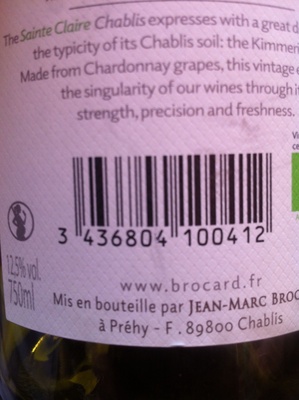 The Sainte Claire Chablis expresses with a great
the typicity of its Chablis soil: the
Made from Chardonnay grapes, this vintage
the singularity of our wines through
strength, precision and freshness.
3 436804 100412
12,5% vol.
750ml
www.brocard.fr
Mis en bouteille par JEAN-MARC
à Préhy - F . 89800 Chablis